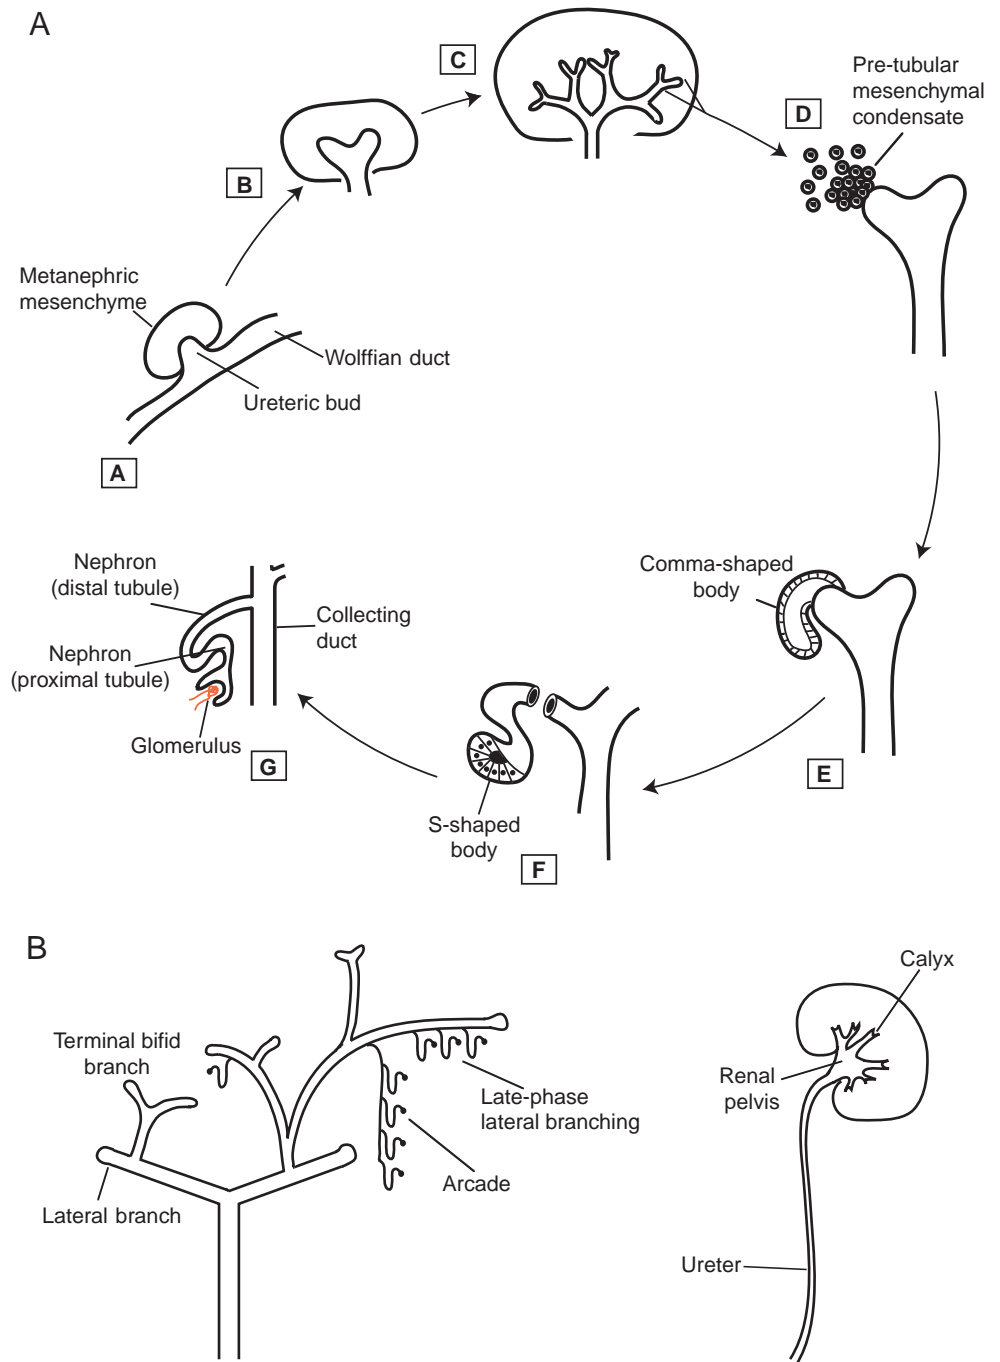 A
C
Pre-tubular
mesenchymal
condensate
D
B
Metanephric
mesenchyme
Wolffian duct
Ureteric bud
A
Comma-shaped
body
Nephron
(distal tubule)
Collecting
duct
Nephron
(proximal tubule)
Glomerulus
G
E
S-shaped
body
F
B
Calyx
Terminal bifid
branch
Renal
pelvis
Late-phase
lateral branching
Arcade
Lateral branch
Ureter